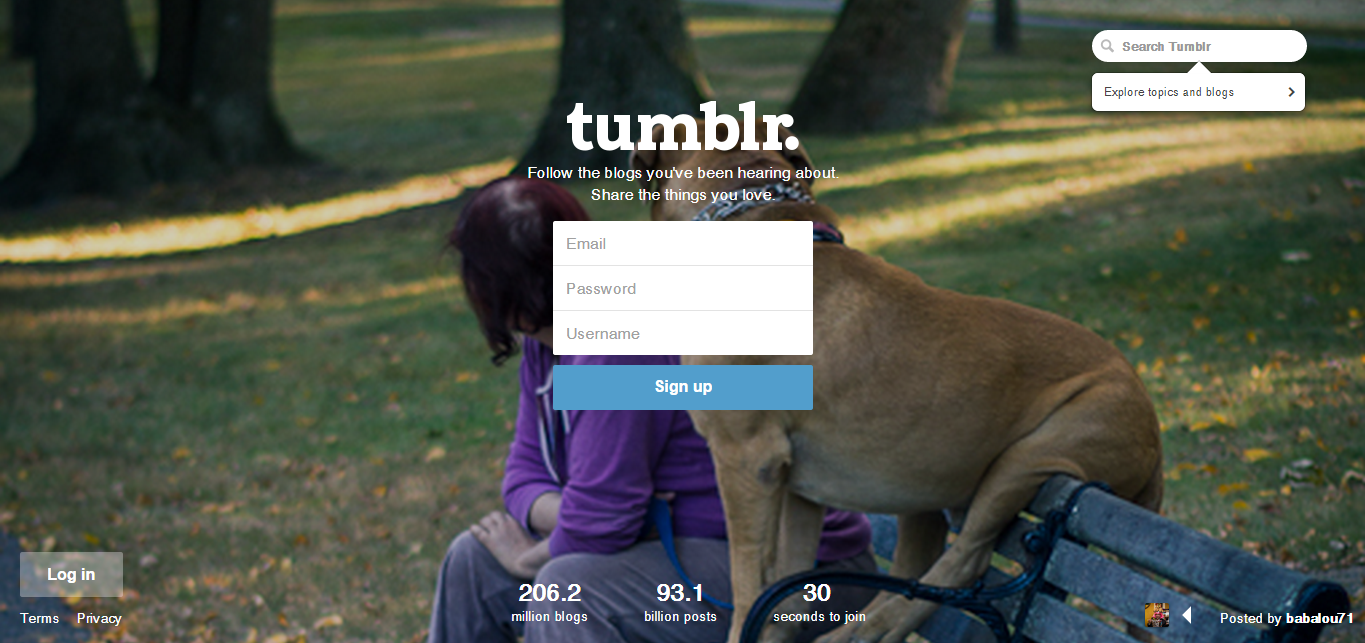 Search Tumblr
Explore topics and blogs
tumblr.
Follow the blogs you've been hearing about.
Share the things you love.
Email
Password
Username
Sign up
Log in
Terms Privacy
206.2 93.1 30
million blogs billion posts seconds to join
Posted by babalou71